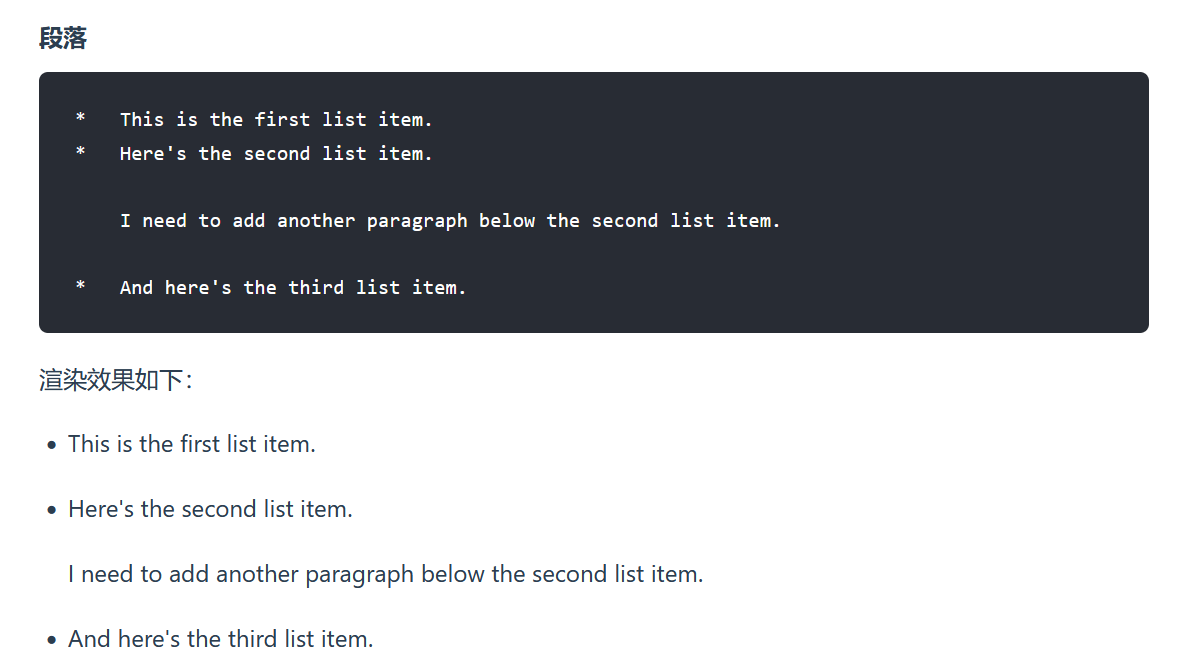 段落
*   This is the first list item.
*   Here's the second list item.
    I need to add another paragraph below the second list item.
*   And here's the third list item.
渲染效果如下：
• This is the first list item.
• Here's the second list item.
I need to add another paragraph below the second list item.
• And here's the third list item.